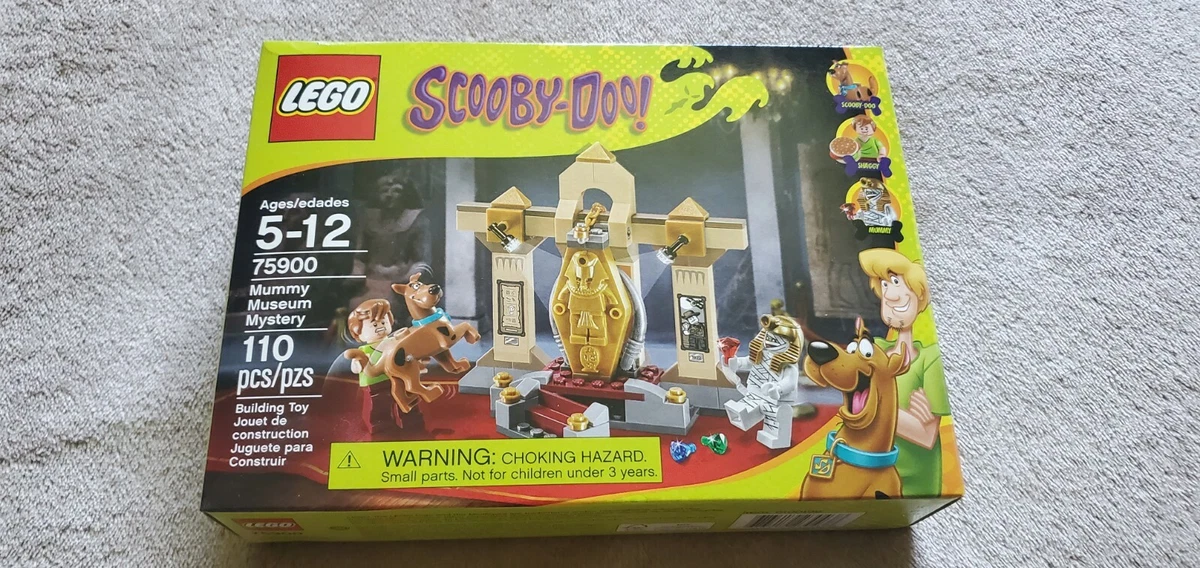 LEGO
SCOOBY-DOO!
SCOOBY-DOO
SHAGGY
MUMMY
Ages/edades
5-12
75900
Mummy
Museum
Mystery
110
pcs/pzs
Building Toy
Jouet de
construction
Juguete para
Construir
WARNING: CHOKING HAZARD.
Small parts. Not for children under 3 years.
LEGO